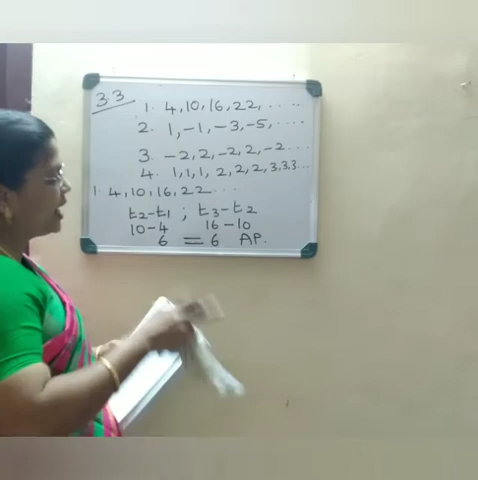 3.3
1. 4, 10, 16, 22, .....
2. 1, -1, -3, -5, ....
3. -2, 2, -2, 2, -2...
4. 1, 1, 1, 2, 2, 2, 3, 3, 3...
1. 4, 10, 16, 22...
t₂-t₁ ; t₃-t₂
10-4 16-10
6 = 6 AP.